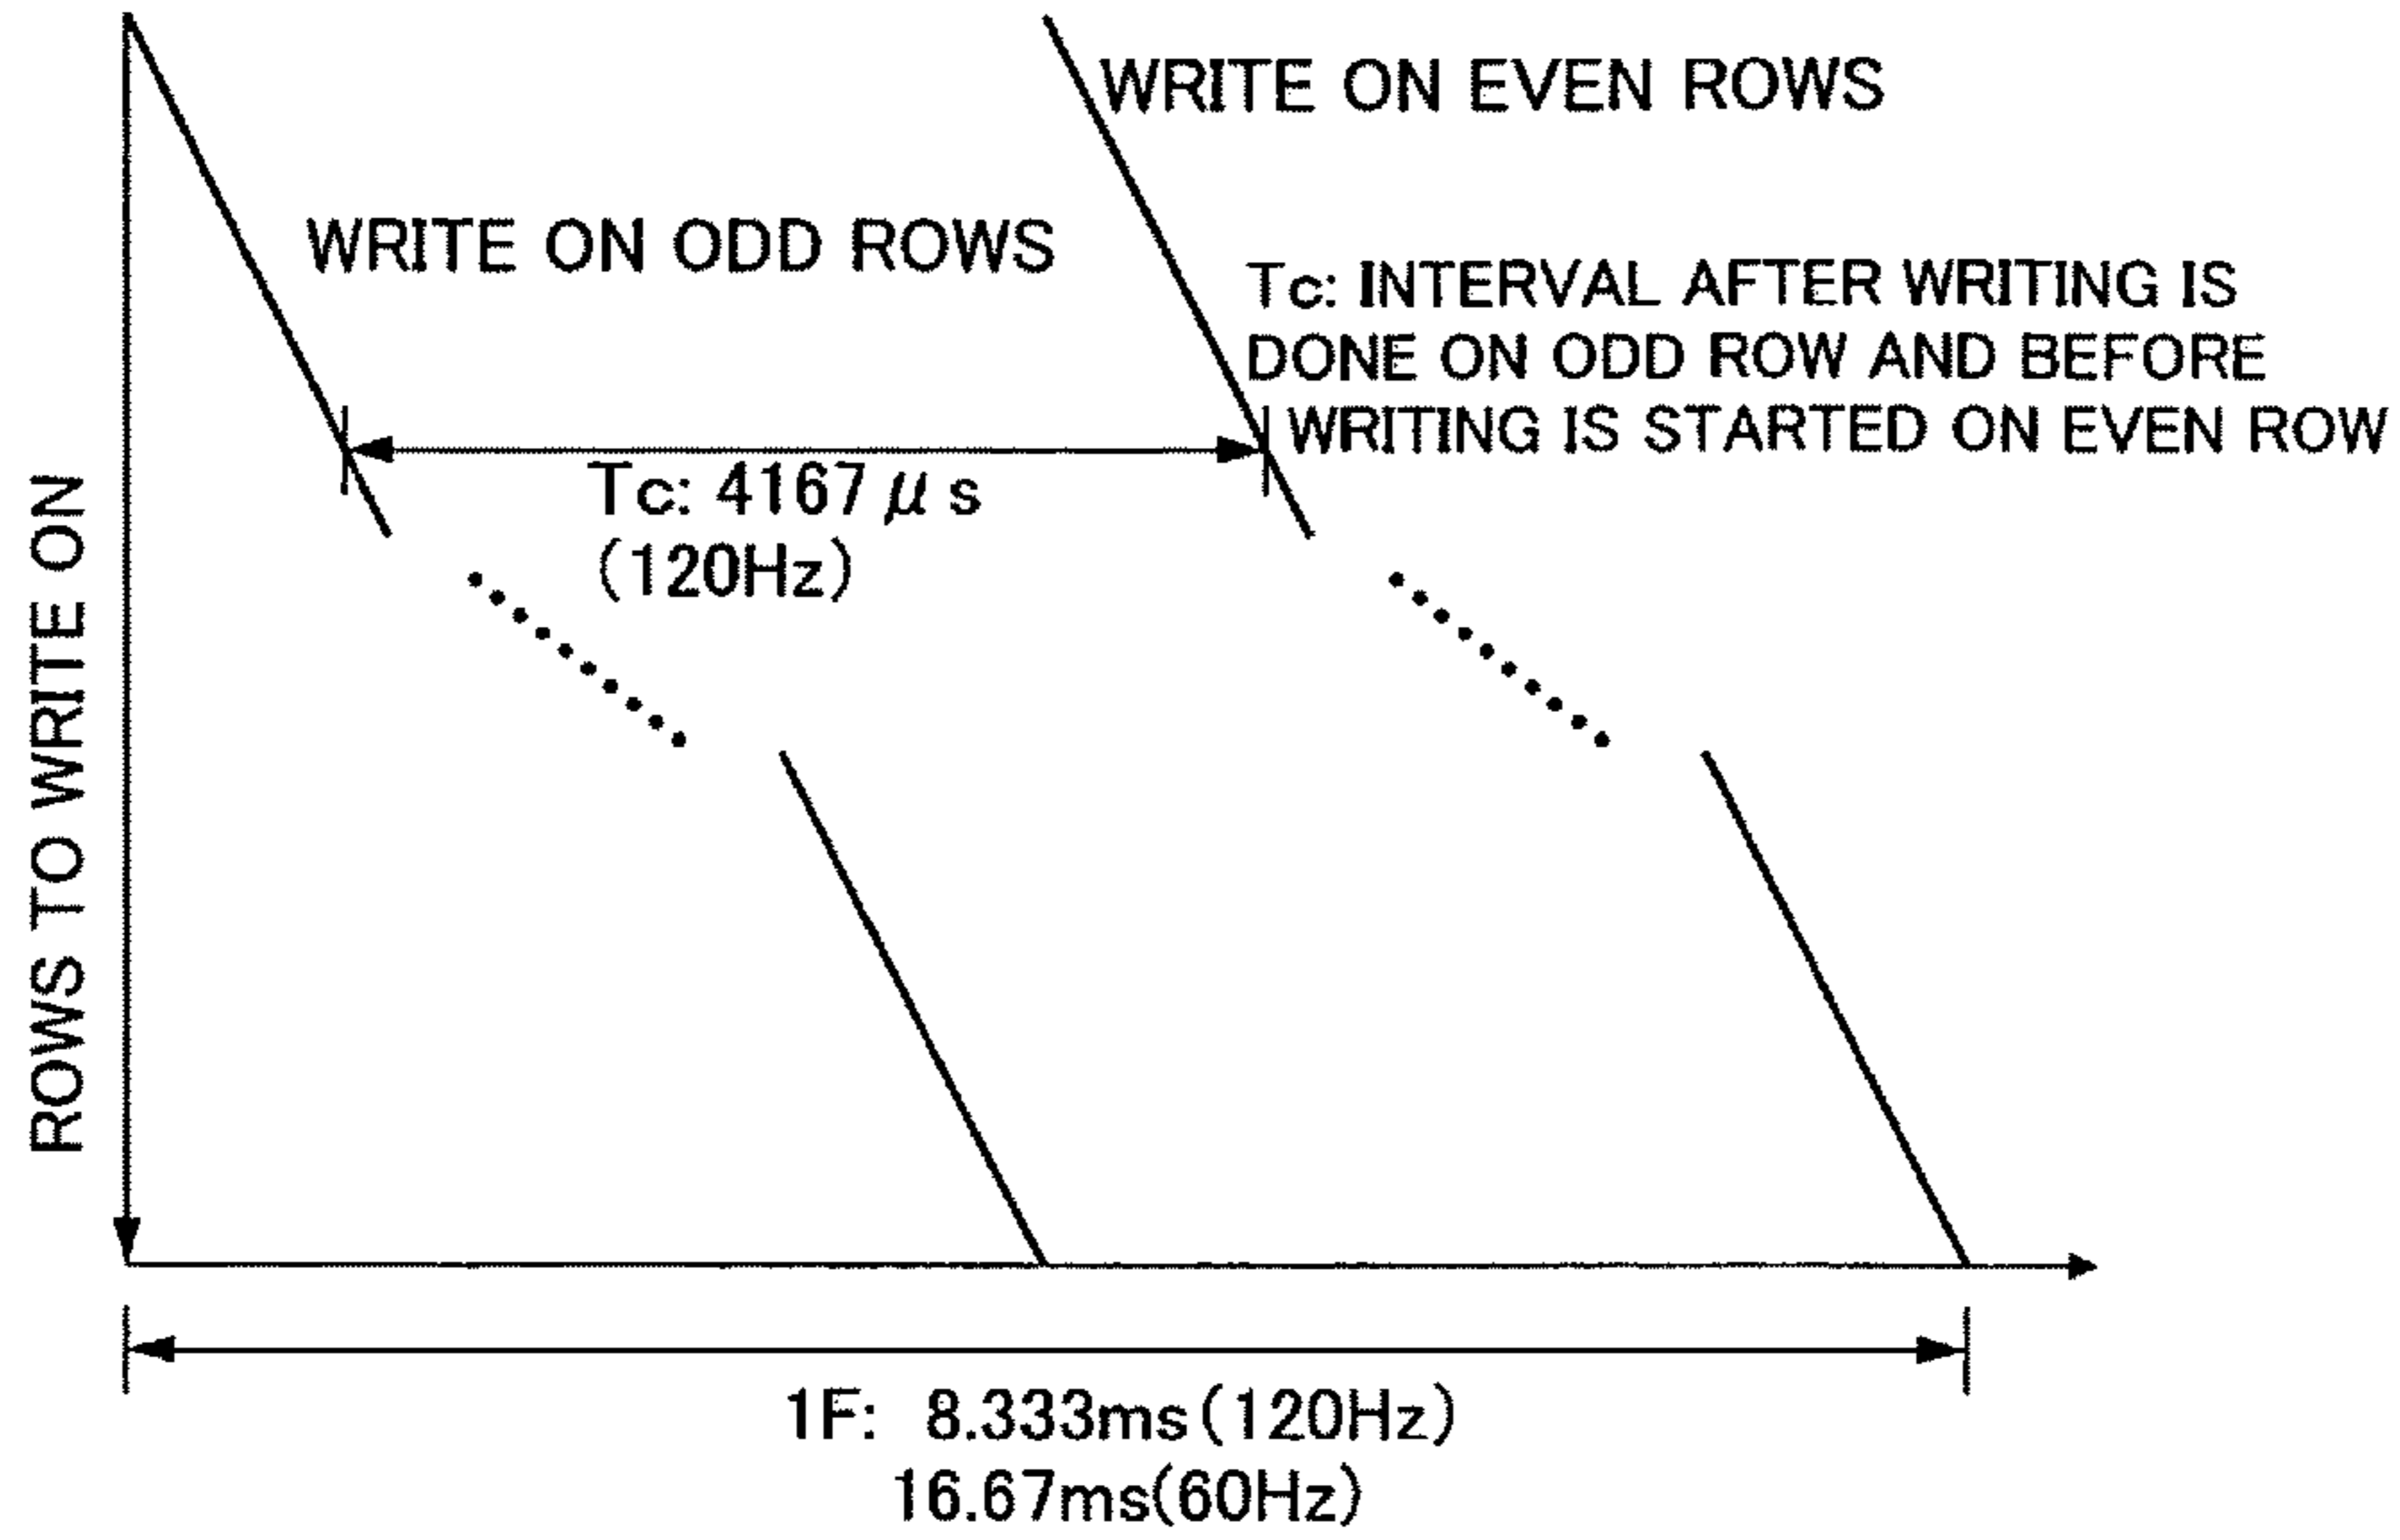 WRITE ON EVEN ROWS
WRITE ON ODD ROWS
Tc: INTERVAL AFTER WRITING IS
DONE ON ODD ROW AND BEFORE
WRITING IS STARTED ON EVEN ROW
Tc: 4167μs
(120Hz)
ROWS TO WRITE ON
1F: 8.333ms(120Hz)
16.67ms(60Hz)